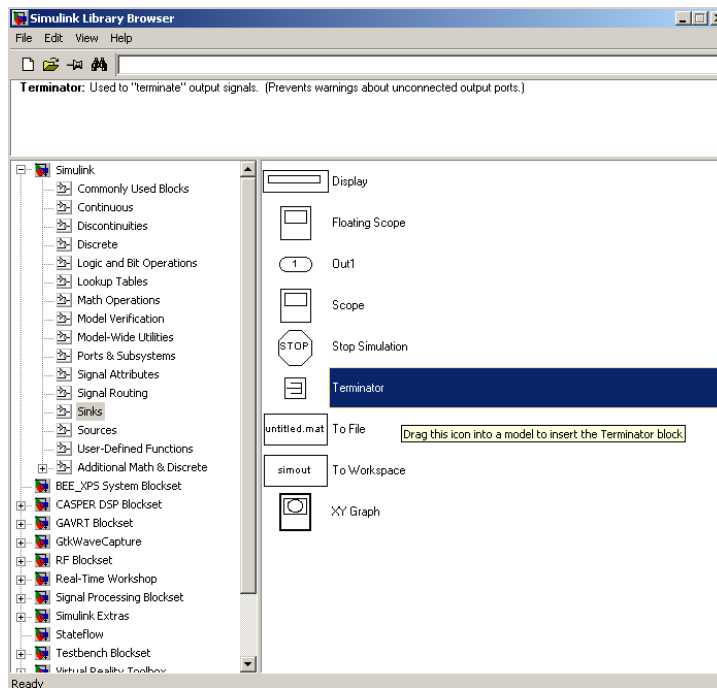 Simulink Library Browser
File Edit View Help
Terminator: Used to "terminate" output signals. (Prevents warnings about unconnected output ports.)
Simulink
Commonly Used Blocks
Continuous
Discontinuities
Discrete
Logic and Bit Operations
Lookup Tables
Math Operations
Model Verification
Model-Wide Utilities
Ports & Subsystems
Signal Attributes
Signal Routing
Sinks
Sources
User-Defined Functions
Additional Math & Discrete
BEE_XPS System Blockset
CASPER DSP Blockset
GAVRT Blockset
GtkWaveCapture
RF Blockset
Real-Time Workshop
Signal Processing Blockset
Simulink Extras
Stateflow
Testbench Blockset
Virtual Reality Toolbox
Display
Floating Scope
1 Out1
Scope
STOP Stop Simulation
Terminator
untitled.mat To File
Drag this icon into a model to insert the Terminator block
simout To Workspace
XY Graph
Ready